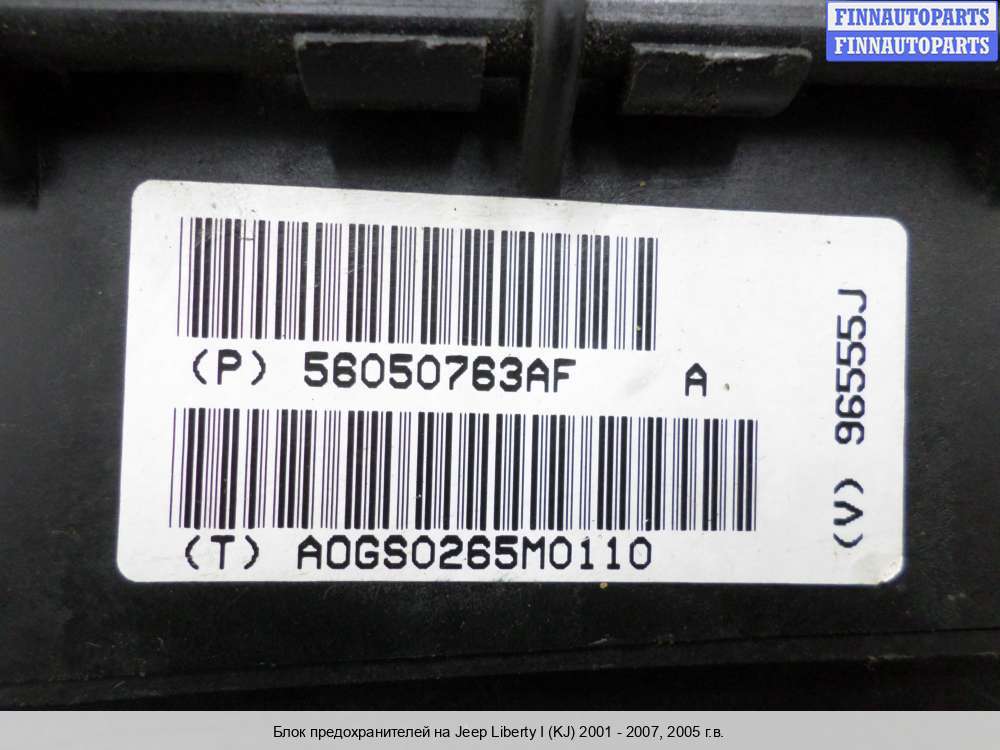 FINNAUTOPARTS
FINNAUTOPARTS
(P) 56050763AF A
(T) A0GS0265M0110
(V) 96555J
Блок предохранителей на Jeep Liberty I (KJ) 2001 - 2007, 2005 г.в.